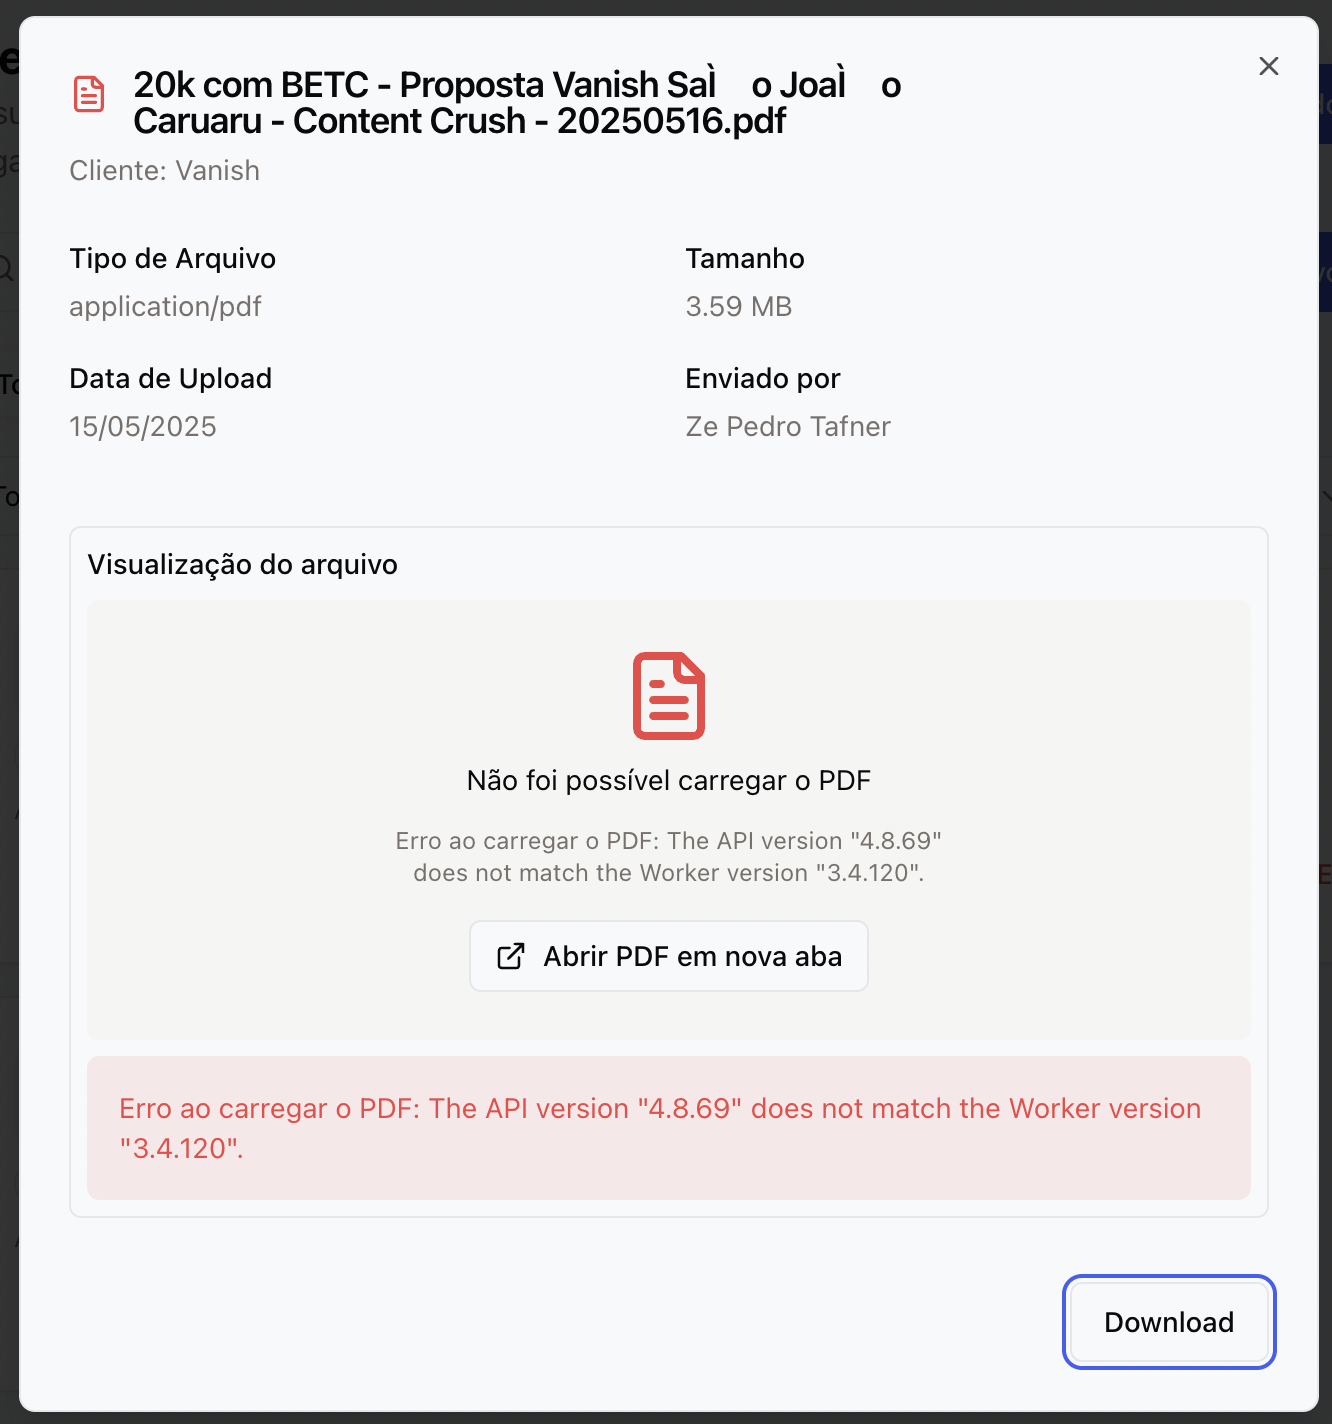 20k com BETC - Proposta Vanish SaÌ o JoaÌ o
Caruaru - Content Crush - 20250516.pdf
Cliente: Vanish
Tipo de Arquivo
application/pdf
Tamanho
3.59 MB
Data de Upload
15/05/2025
Enviado por
Ze Pedro Tafner
Visualização do arquivo
Não foi possível carregar o PDF
Erro ao carregar o PDF: The API version "4.8.69"
does not match the Worker version "3.4.120".
Abrir PDF em nova aba
Erro ao carregar o PDF: The API version "4.8.69" does not match the Worker version
"3.4.120".
Download